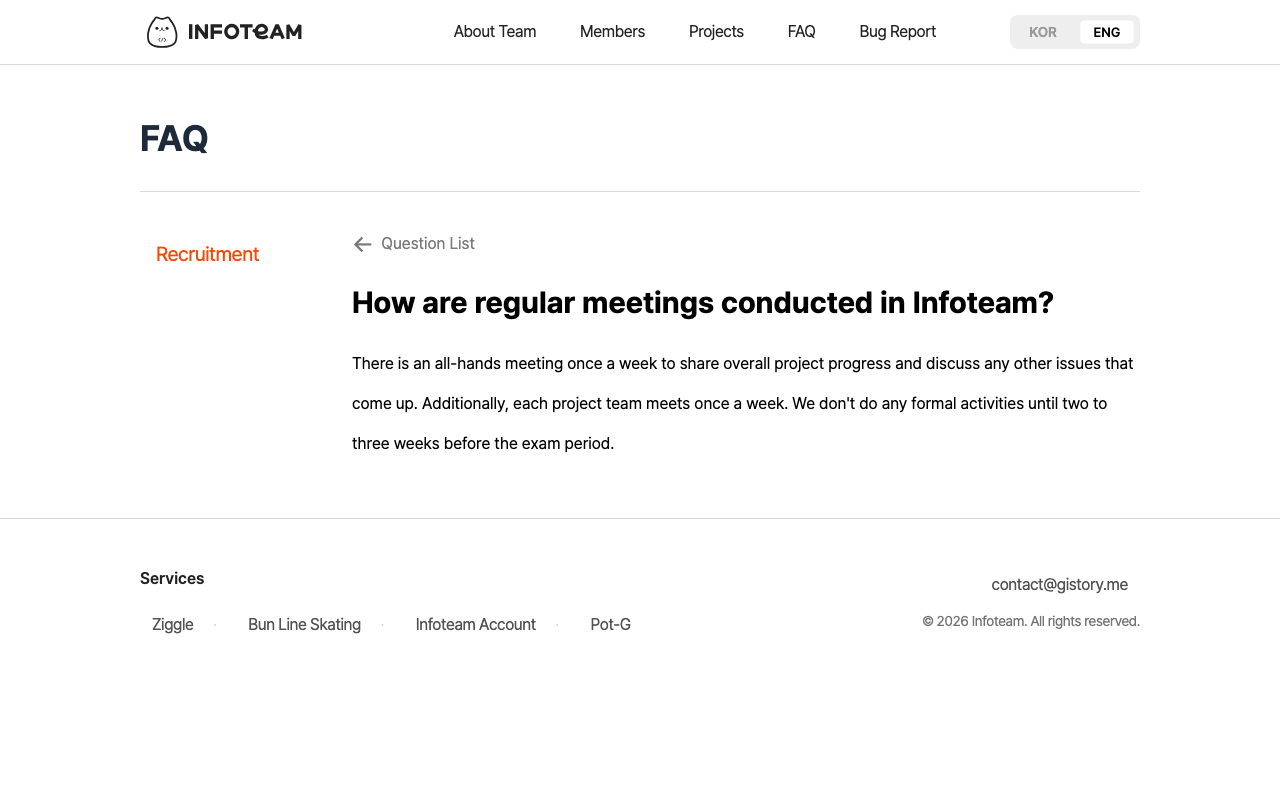 INFOTEAM
About Team
Members
Projects
FAQ
Bug Report
KOR
ENG
FAQ
Recruitment
Question List
How are regular meetings conducted in Infoteam?
There is an all-hands meeting once a week to share overall project progress and discuss any other issues that
come up. Additionally, each project team meets once a week. We don't do any formal activities until two to
three weeks before the exam period.
Services
Ziggle · Bun Line Skating · Infoteam Account · Pot-G
contact@gistory.me
© 2026 Infoteam. All rights reserved.